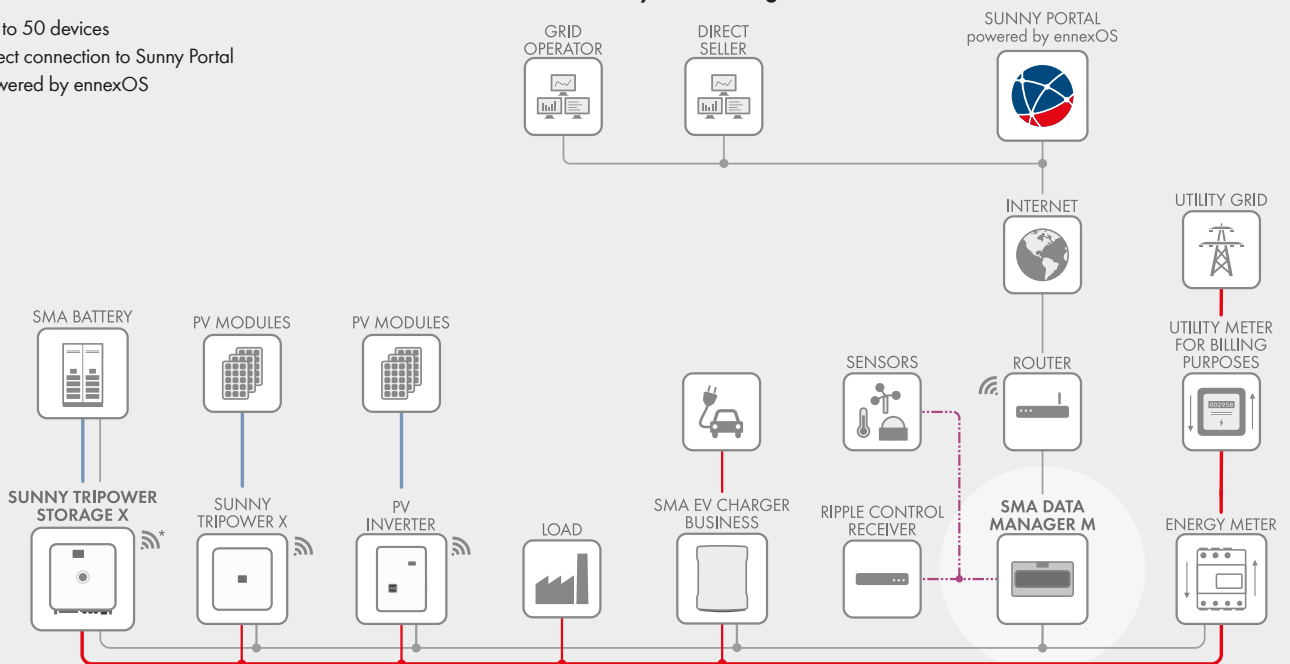 to 50 devices
connection to Sunny Portal
by ennexOS
GRID
OPERATOR
DIRECT
SELLER
SUNNY PORTAL
powered by ennexOS
INTERNET
UTILITY GRID
SMA BATTERY
PV MODULES
PV MODULES
UTILITY METER
FOR BILLING
PURPOSES
SENSORS
ROUTER
SUNNY TRIPOWER
STORAGE X
*
SUNNY
TRIPOWER X
PV
INVERTER
LOAD
SMA EV CHARGER
BUSINESS
RIPPLE CONTROL
RECEIVER
SMA DATA
MANAGER M
ENERGY METER